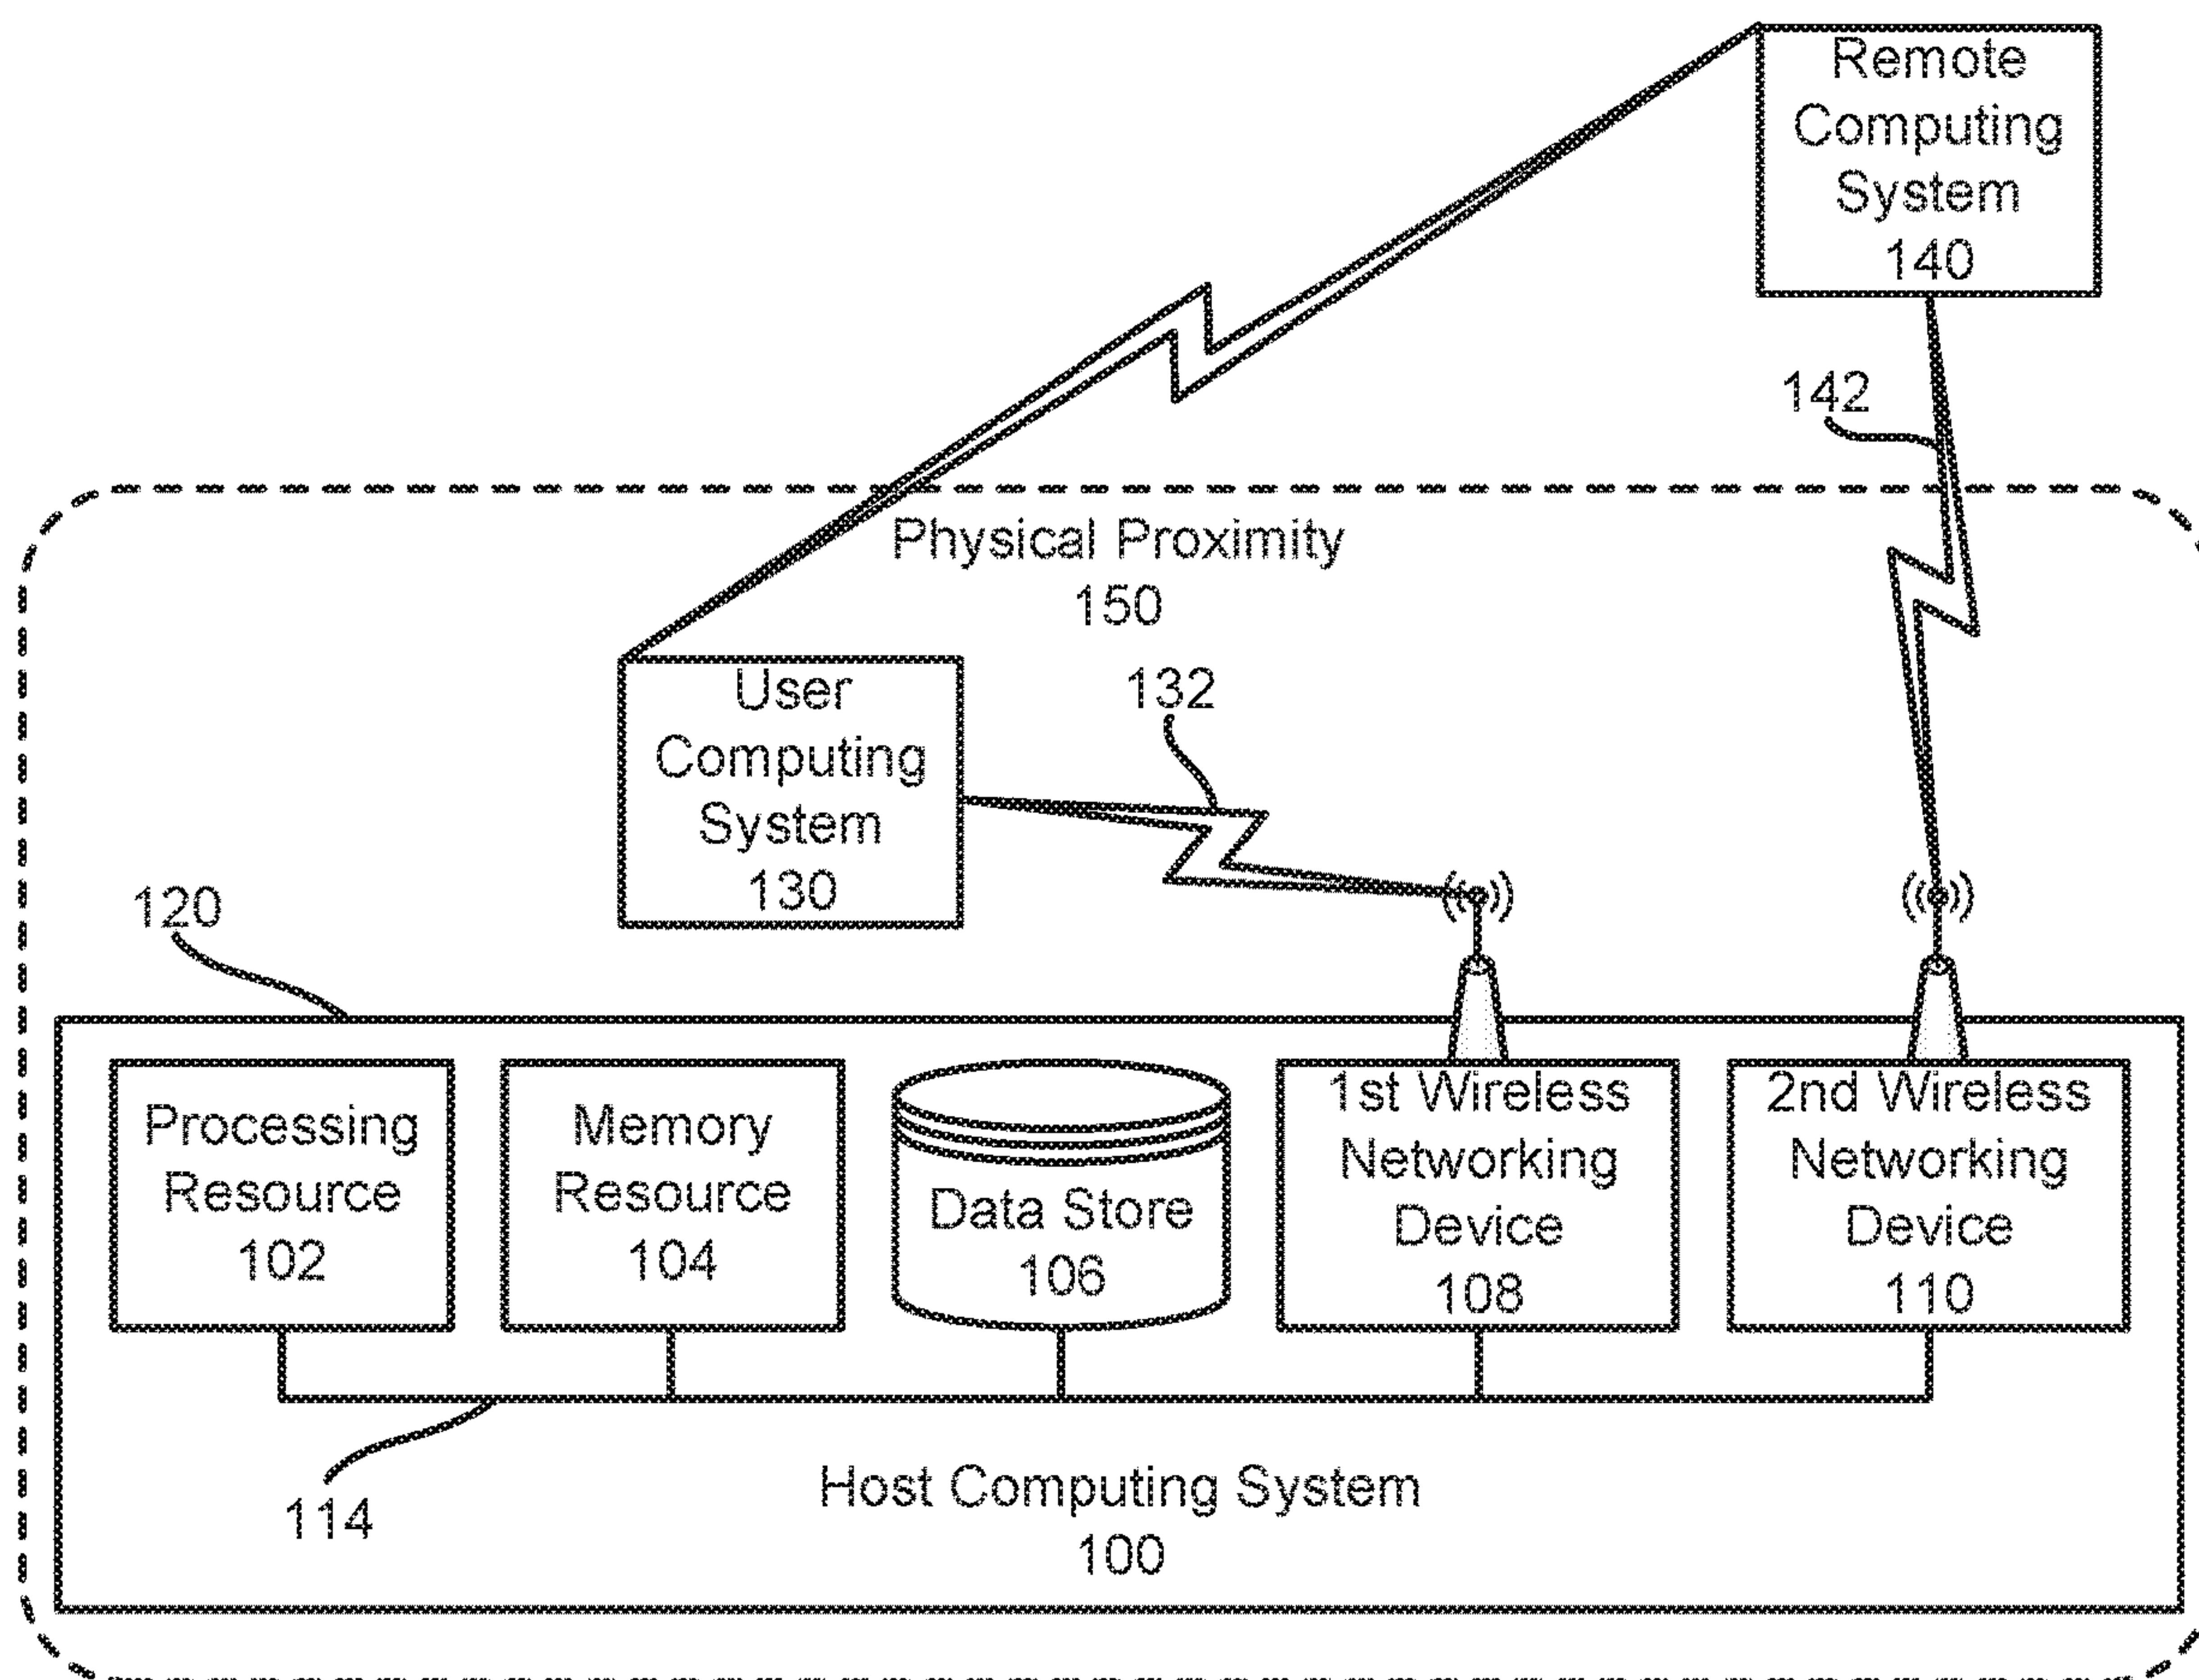 Remote
Computing
System
140
142
Physical Proximity
150
132
User
Computing
System
130
120
Processing
Resource
102
Memory
Resource
104
Data Store
106
1st Wireless
Networking
Device
108
2nd Wireless
Networking
Device
110
114
Host Computing System
100